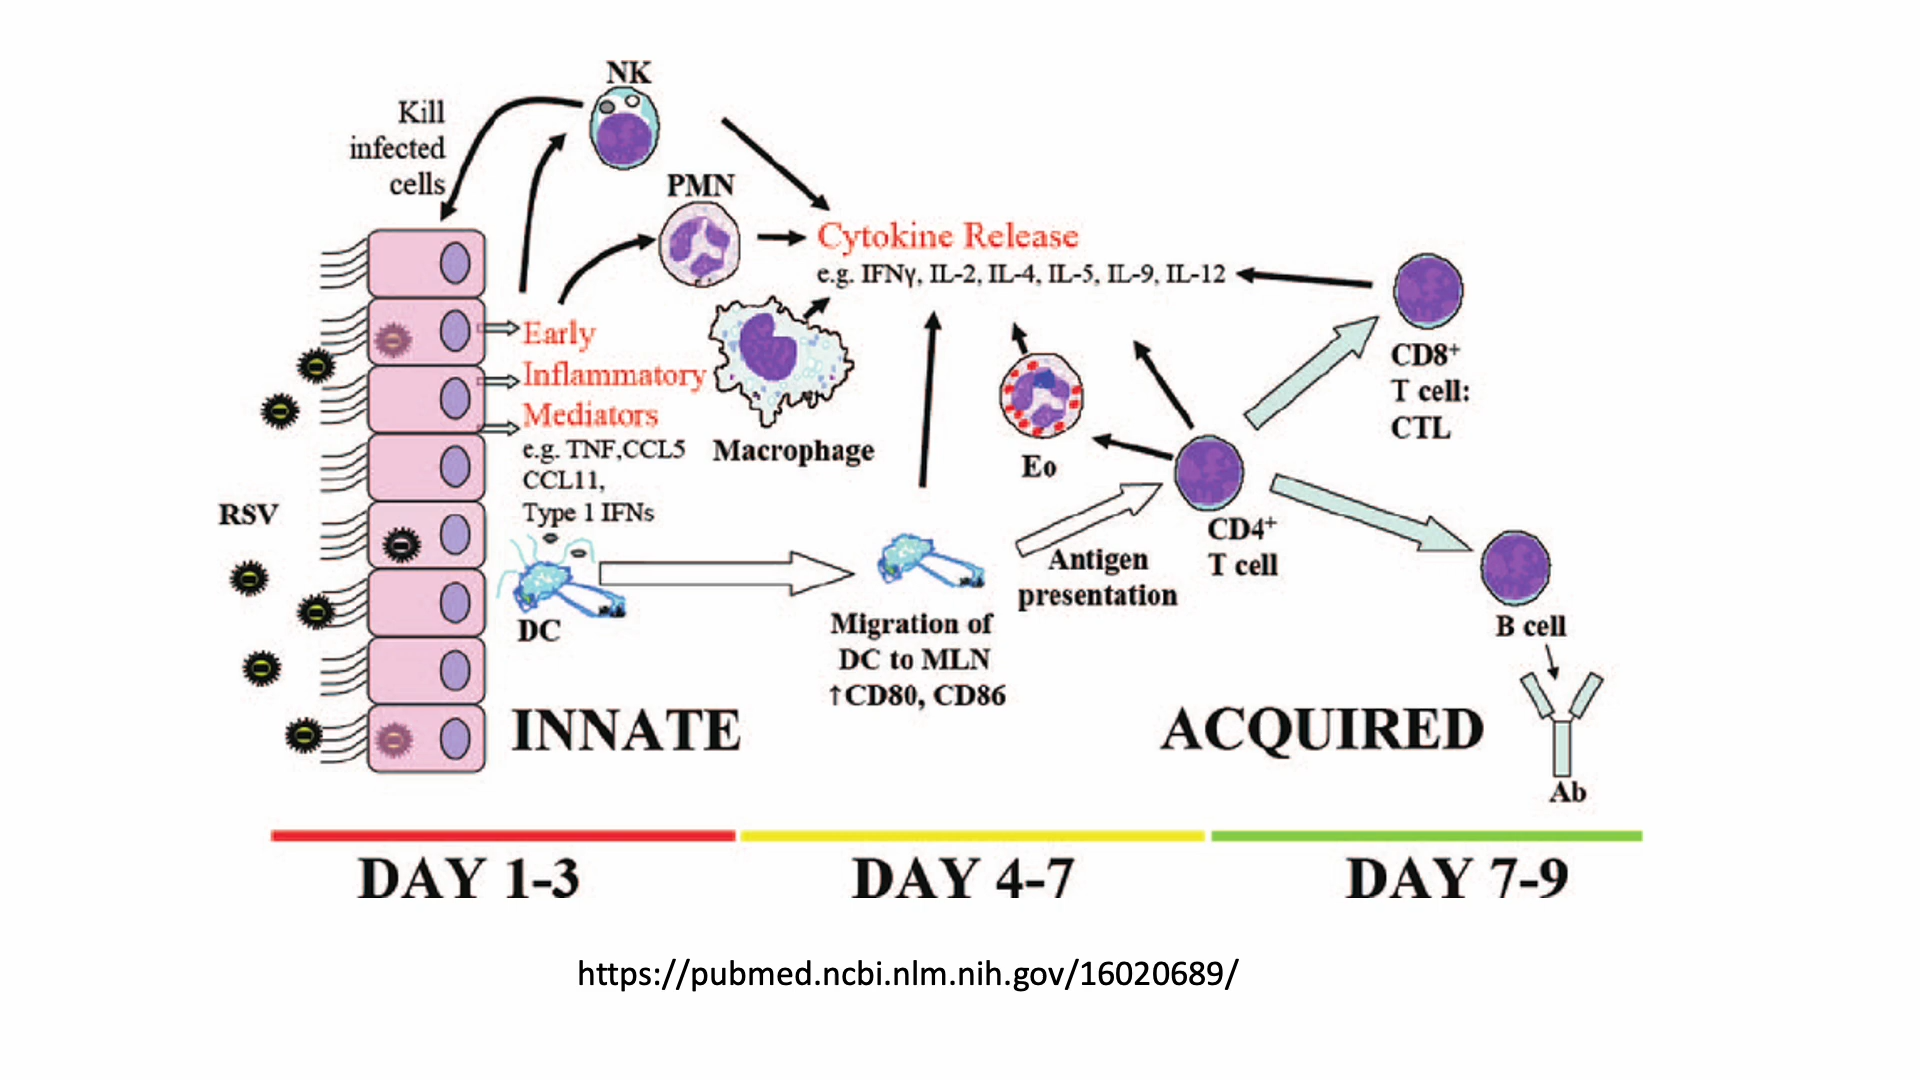 NK
Kill
infected
cells
PMN
Cytokine Release
e.g. IFNγ, IL-2, IL-4, IL-5, IL-9, IL-12
Early
Inflammatory
Mediators
e.g. TNF,CCL5
CCL11,
Type 1 IFNs
Macrophage
Eo
CD8⁺
T cell:
CTL
RSV
CD4⁺
T cell
Antigen
presentation
DC
Migration of
DC to MLN
↑CD80, CD86
B cell
Ab
INNATE
ACQUIRED
DAY 1-3
DAY 4-7
DAY 7-9
https://pubmed.ncbi.nlm.nih.gov/16020689/